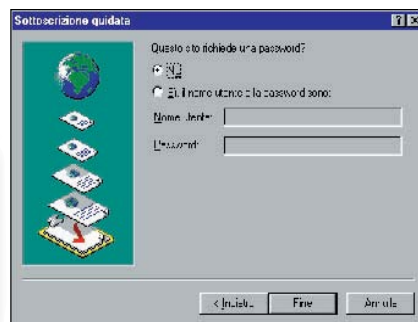 Sottoscrizione guidata
Questo sito richiede una password?
No
Sì, il nome utente e la password sono:
Nome utente:
Password:
< Indietro
Fine
Annulla